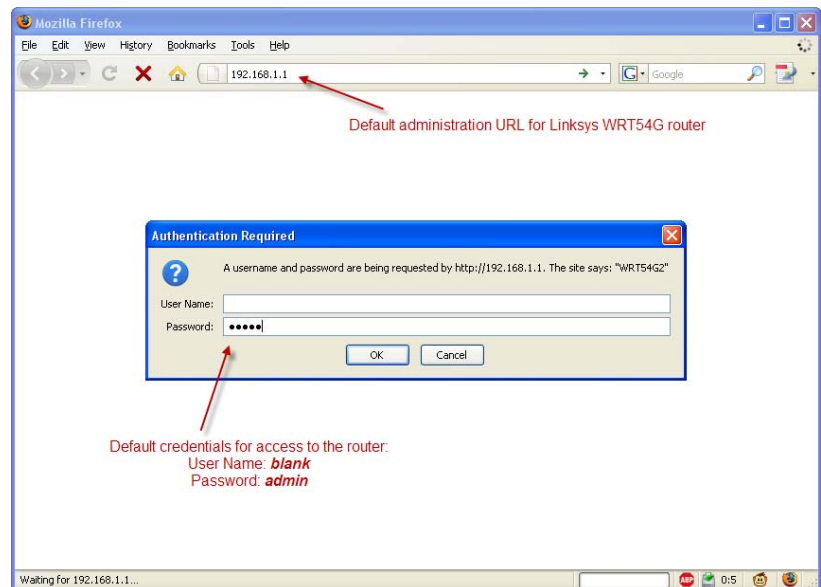 Mozilla Firefox
File Edit View History Bookmarks Tools Help
192.168.1.1
G Google
Default administration URL for Linksys WRT54G router
Authentication Required
A username and password are being requested by http://192.168.1.1. The site says: "WRT54G2"
User Name:
Password: •••••
OK Cancel
Default credentials for access to the router:
User Name: blank
Password: admin
Waiting for 192.168.1.1...
ABP 0:5